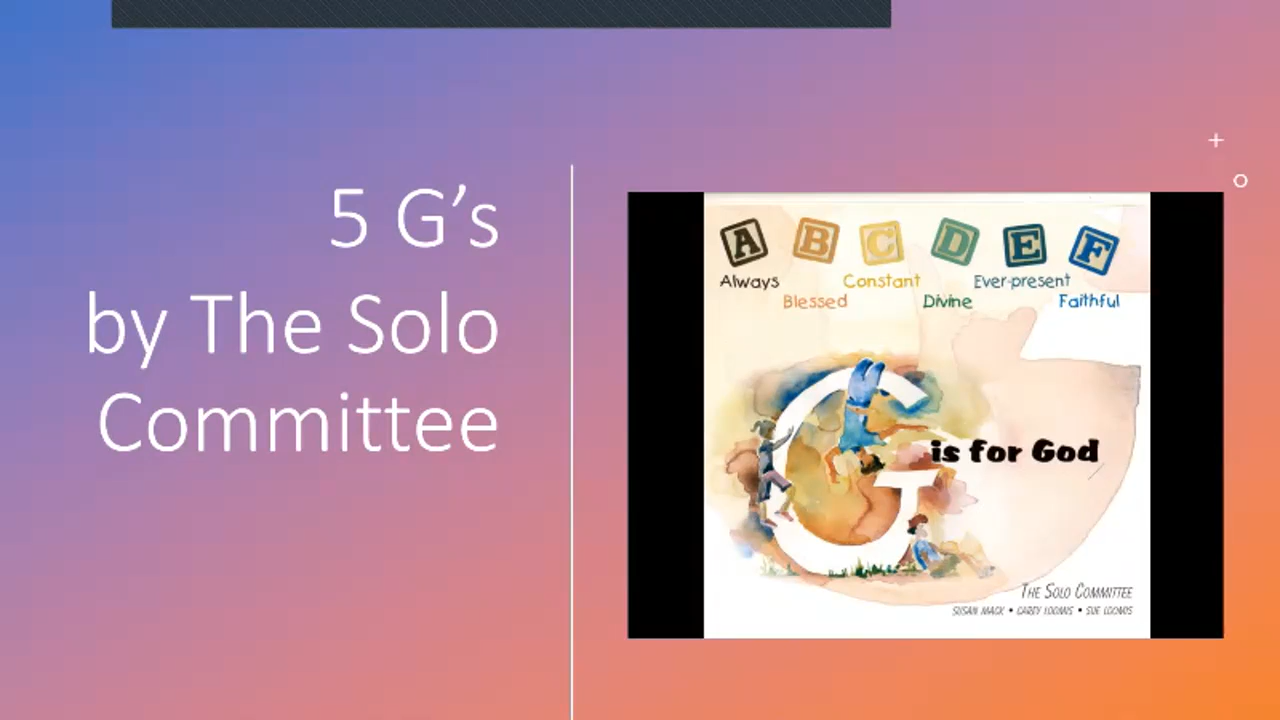 5 G’s
by The Solo
Committee
A B C D E F
Always Constant Ever-present
Blessed Divine Faithful
G is for God
The Solo Committee
SUSAN MACK • CAREY LOOMIS • SUE LOOMIS